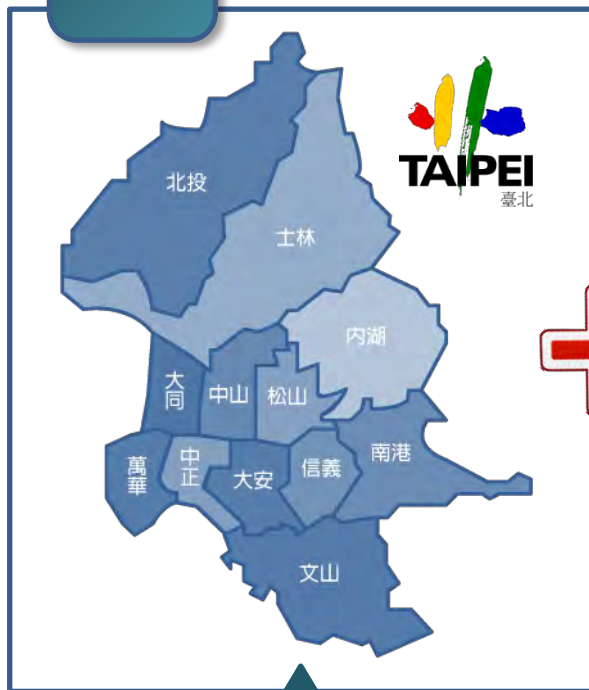 TAIPEI
臺北
北投
士林
內湖
大同
中山
松山
萬華
中正
大安
信義
南港
文山